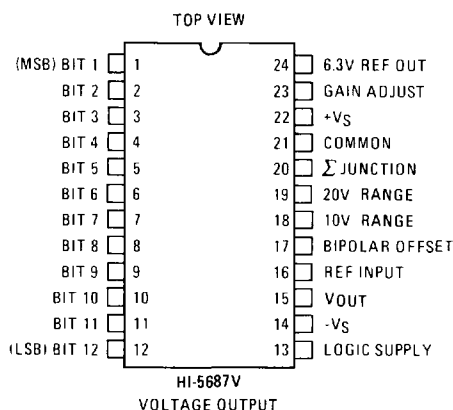 TOP VIEW
(MSB) BIT 1 1 24 6.3V REF OUT
BIT 2 2 23 GAIN ADJUST
BIT 3 3 22 +VS
BIT 4 4 21 COMMON
BIT 5 5 20 Σ JUNCTION
BIT 6 6 19 20V RANGE
BIT 7 7 18 10V RANGE
BIT 8 8 17 BIPOLAR OFFSET
BIT 9 9 16 REF INPUT
BIT 10 10 15 VOUT
BIT 11 11 14 -VS
(LSB) BIT 12 12 13 LOGIC SUPPLY
HI-5687V
VOLTAGE OUTPUT